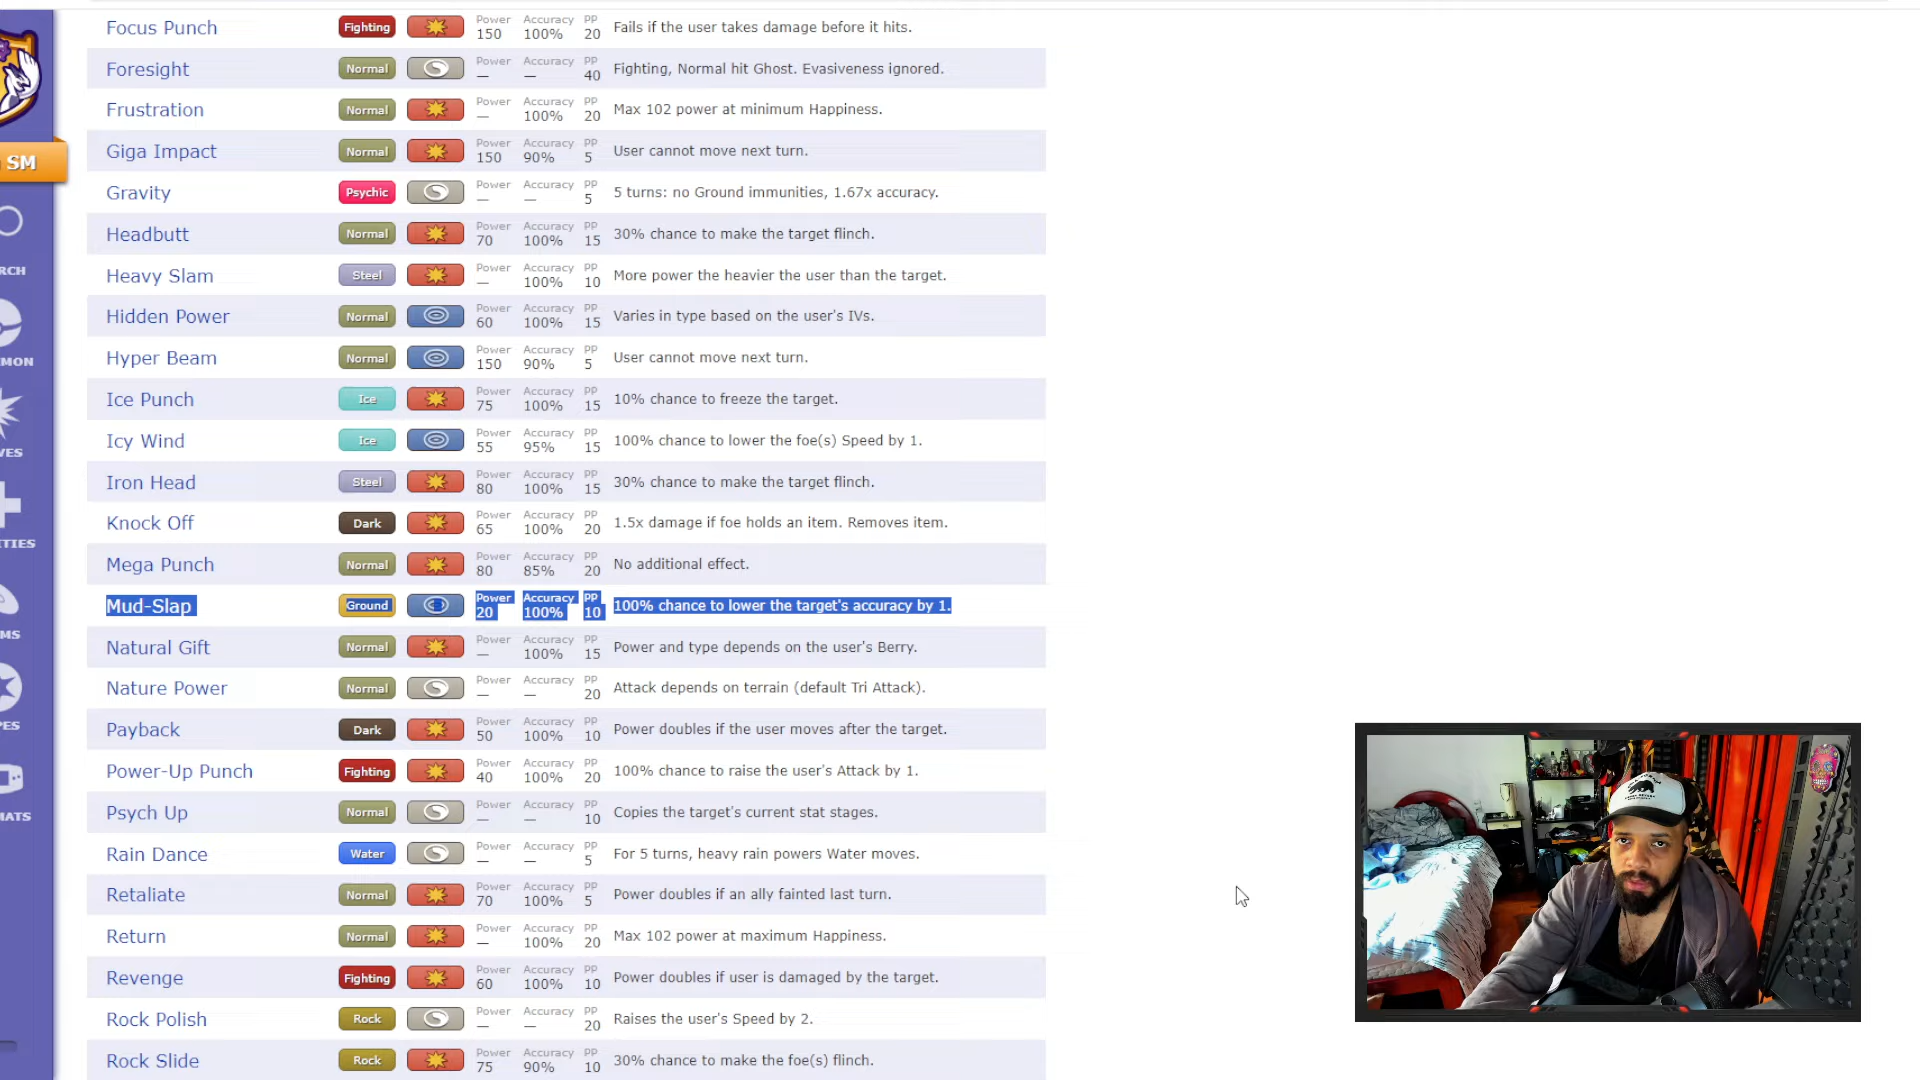 Focus Punch Fighting Power 150 Accuracy 100% PP 20 Fails if the user takes damage before it hits.
Foresight Normal Power — Accuracy — PP 40 Fighting, Normal hit Ghost. Evasiveness ignored.
Frustration Normal Power — Accuracy 100% PP 20 Max 102 power at minimum Happiness.
Giga Impact Normal Power 150 Accuracy 90% PP 5 User cannot move next turn.
SM
Gravity Psychic Power — Accuracy — PP 5 5 turns: no Ground immunities, 1.67x accuracy.
Headbutt Normal Power 70 Accuracy 100% PP 15 30% chance to make the target flinch.
RCH
Heavy Slam Steel Power — Accuracy 100% PP 10 More power the heavier the user than the target.
Hidden Power Normal Power 60 Accuracy 100% PP 15 Varies in type based on the user's IVs.
MON
Hyper Beam Normal Power 150 Accuracy 90% PP 5 User cannot move next turn.
Ice Punch Ice Power 75 Accuracy 100% PP 15 10% chance to freeze the target.
Icy Wind Ice Power 55 Accuracy 95% PP 15 100% chance to lower the foe(s) Speed by 1.
VES
Iron Head Steel Power 80 Accuracy 100% PP 15 30% chance to make the target flinch.
Knock Off Dark Power 65 Accuracy 100% PP 20 1.5x damage if foe holds an item. Removes item.
TIES
Mega Punch Normal Power 80 Accuracy 85% PP 20 No additional effect.
Mud-Slap Ground Power 20 Accuracy 100% PP 10 100% chance to lower the target's accuracy by 1.
MS
Natural Gift Normal Power — Accuracy 100% PP 15 Power and type depends on the user's Berry.
Nature Power Normal Power — Accuracy — PP 20 Attack depends on terrain (default Tri Attack).
PES
Payback Dark Power 50 Accuracy 100% PP 10 Power doubles if the user moves after the target.
Power-Up Punch Fighting Power 40 Accuracy 100% PP 20 100% chance to raise the user's Attack by 1.
Psych Up Normal Power — Accuracy — PP 10 Copies the target's current stat stages.
MATS
Rain Dance Water Power — Accuracy — PP 5 For 5 turns, heavy rain powers Water moves.
Retaliate Normal Power 70 Accuracy 100% PP 5 Power doubles if an ally fainted last turn.
Return Normal Power — Accuracy 100% PP 20 Max 102 power at maximum Happiness.
Revenge Fighting Power 60 Accuracy 100% PP 10 Power doubles if user is damaged by the target.
Rock Polish Rock Power — Accuracy — PP 20 Raises the user's Speed by 2.
Rock Slide Rock Power 75 Accuracy 90% PP 10 30% chance to make the foe(s) flinch.